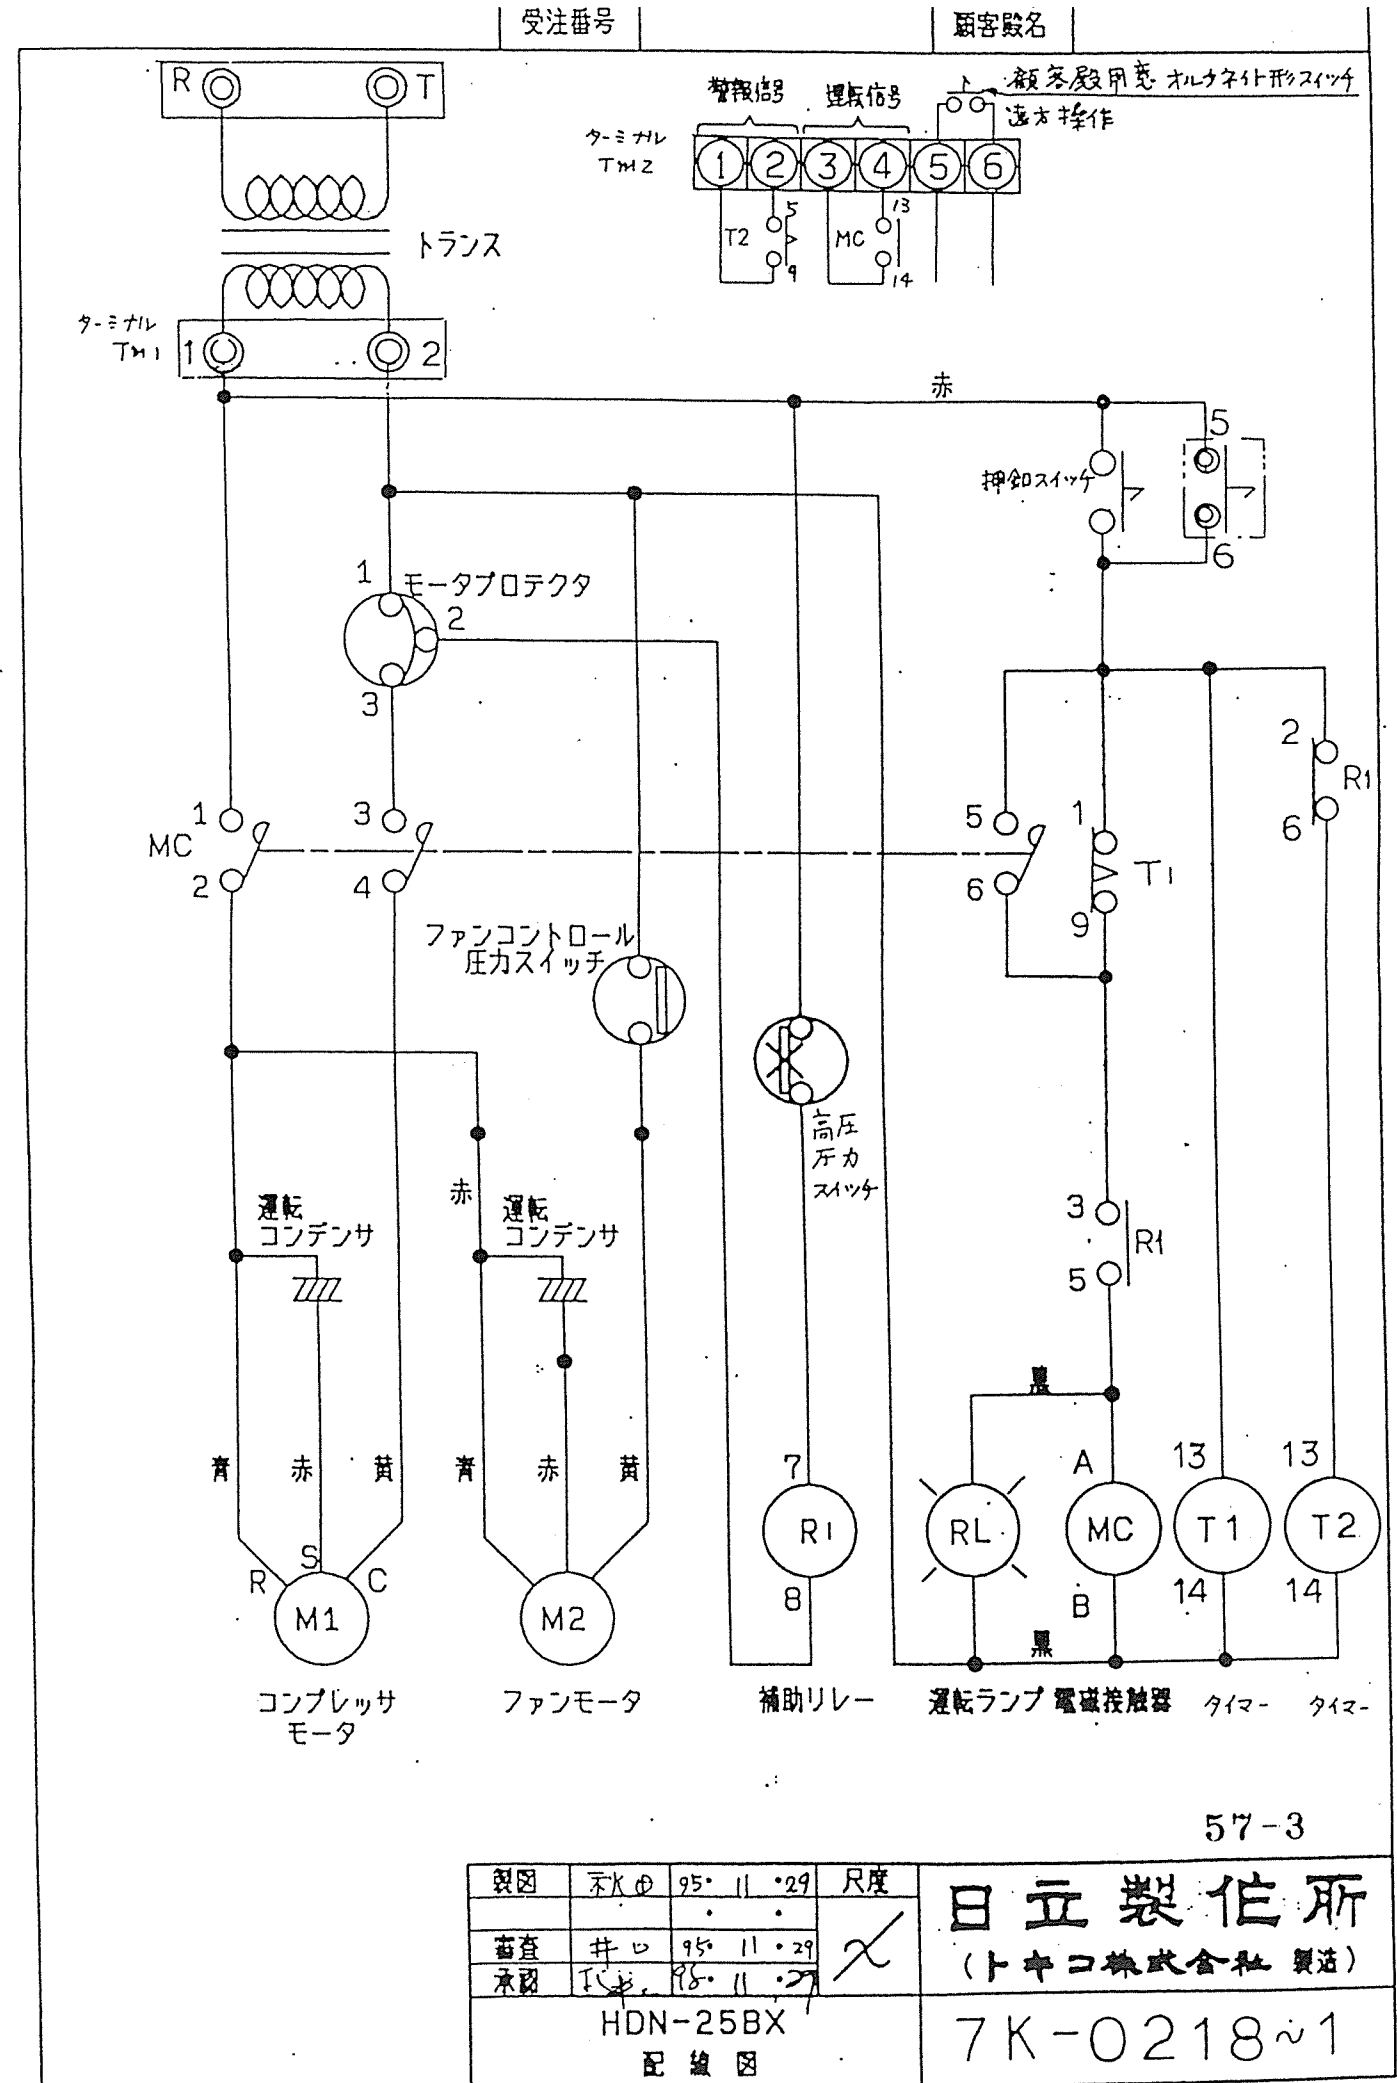 受注番号
顧客殿名
R
T
警報信号
運転信号
顧客殿用意 オルタネイト形スイッチ
遠方操作
ターミナル
TM2
1 2 3 4 5 6
T2
5
9
MC
13
14
トランス
ターミナル
TM1
1
2
赤
押釦スイッチ
5
6
1
モータプロテクタ
2
3
2
R1
6
MC
1
2
3
4
5
6
1
T1
9
ファンコントロール
圧力スイッチ
高圧
圧力
スイッチ
赤
運転
コンデンサ
運転
コンデンサ
3
R1
5
黒
青
赤
黄
青
赤
黄
7
A
13
13
R1
RL
MC
T1
T2
8
B
14
14
R
S
C
M1
M2
黒
コンプレッサ
モータ
ファンモータ
補助リレー
運転ランプ
電磁接触器
タイマー
タイマー
57-3
製図
秋田
95・11・29
尺度
審査
井口
95・11・29
承認
日立製作所
(トキコ株式会社 製造)
HDN-25BX
配線図
7K-0218~1